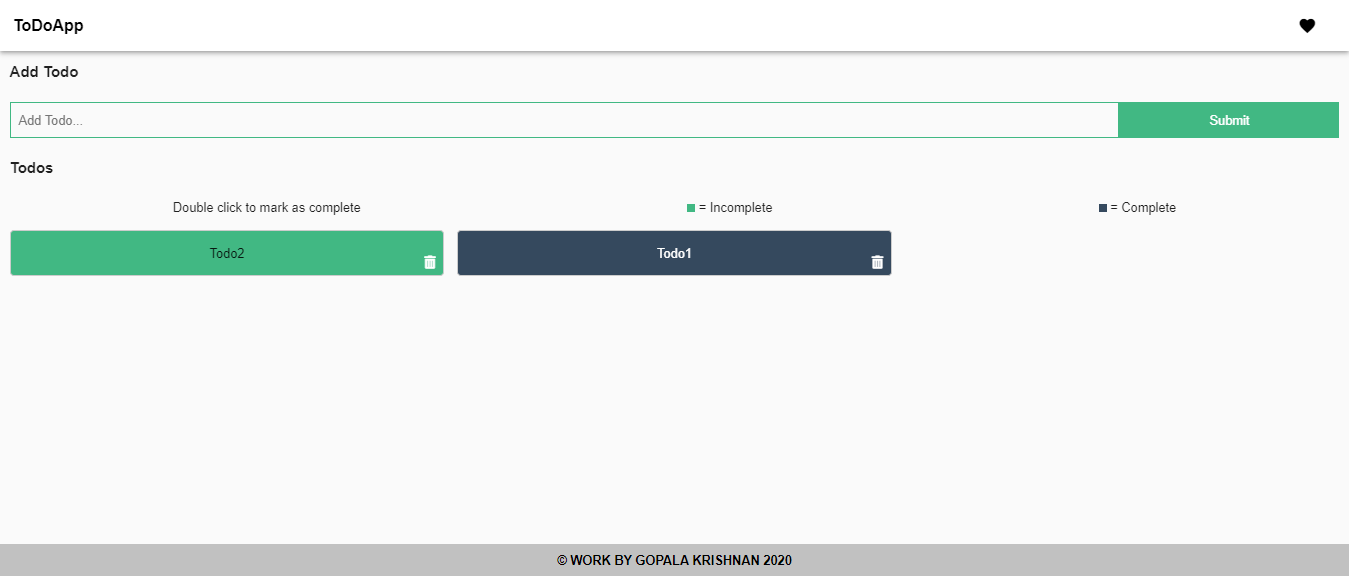 ToDoApp
Add Todo
Add Todo...
Submit
Todos
Double click to mark as complete
= Incomplete
= Complete
Todo2
Todo1
© WORK BY GOPALA KRISHNAN 2020